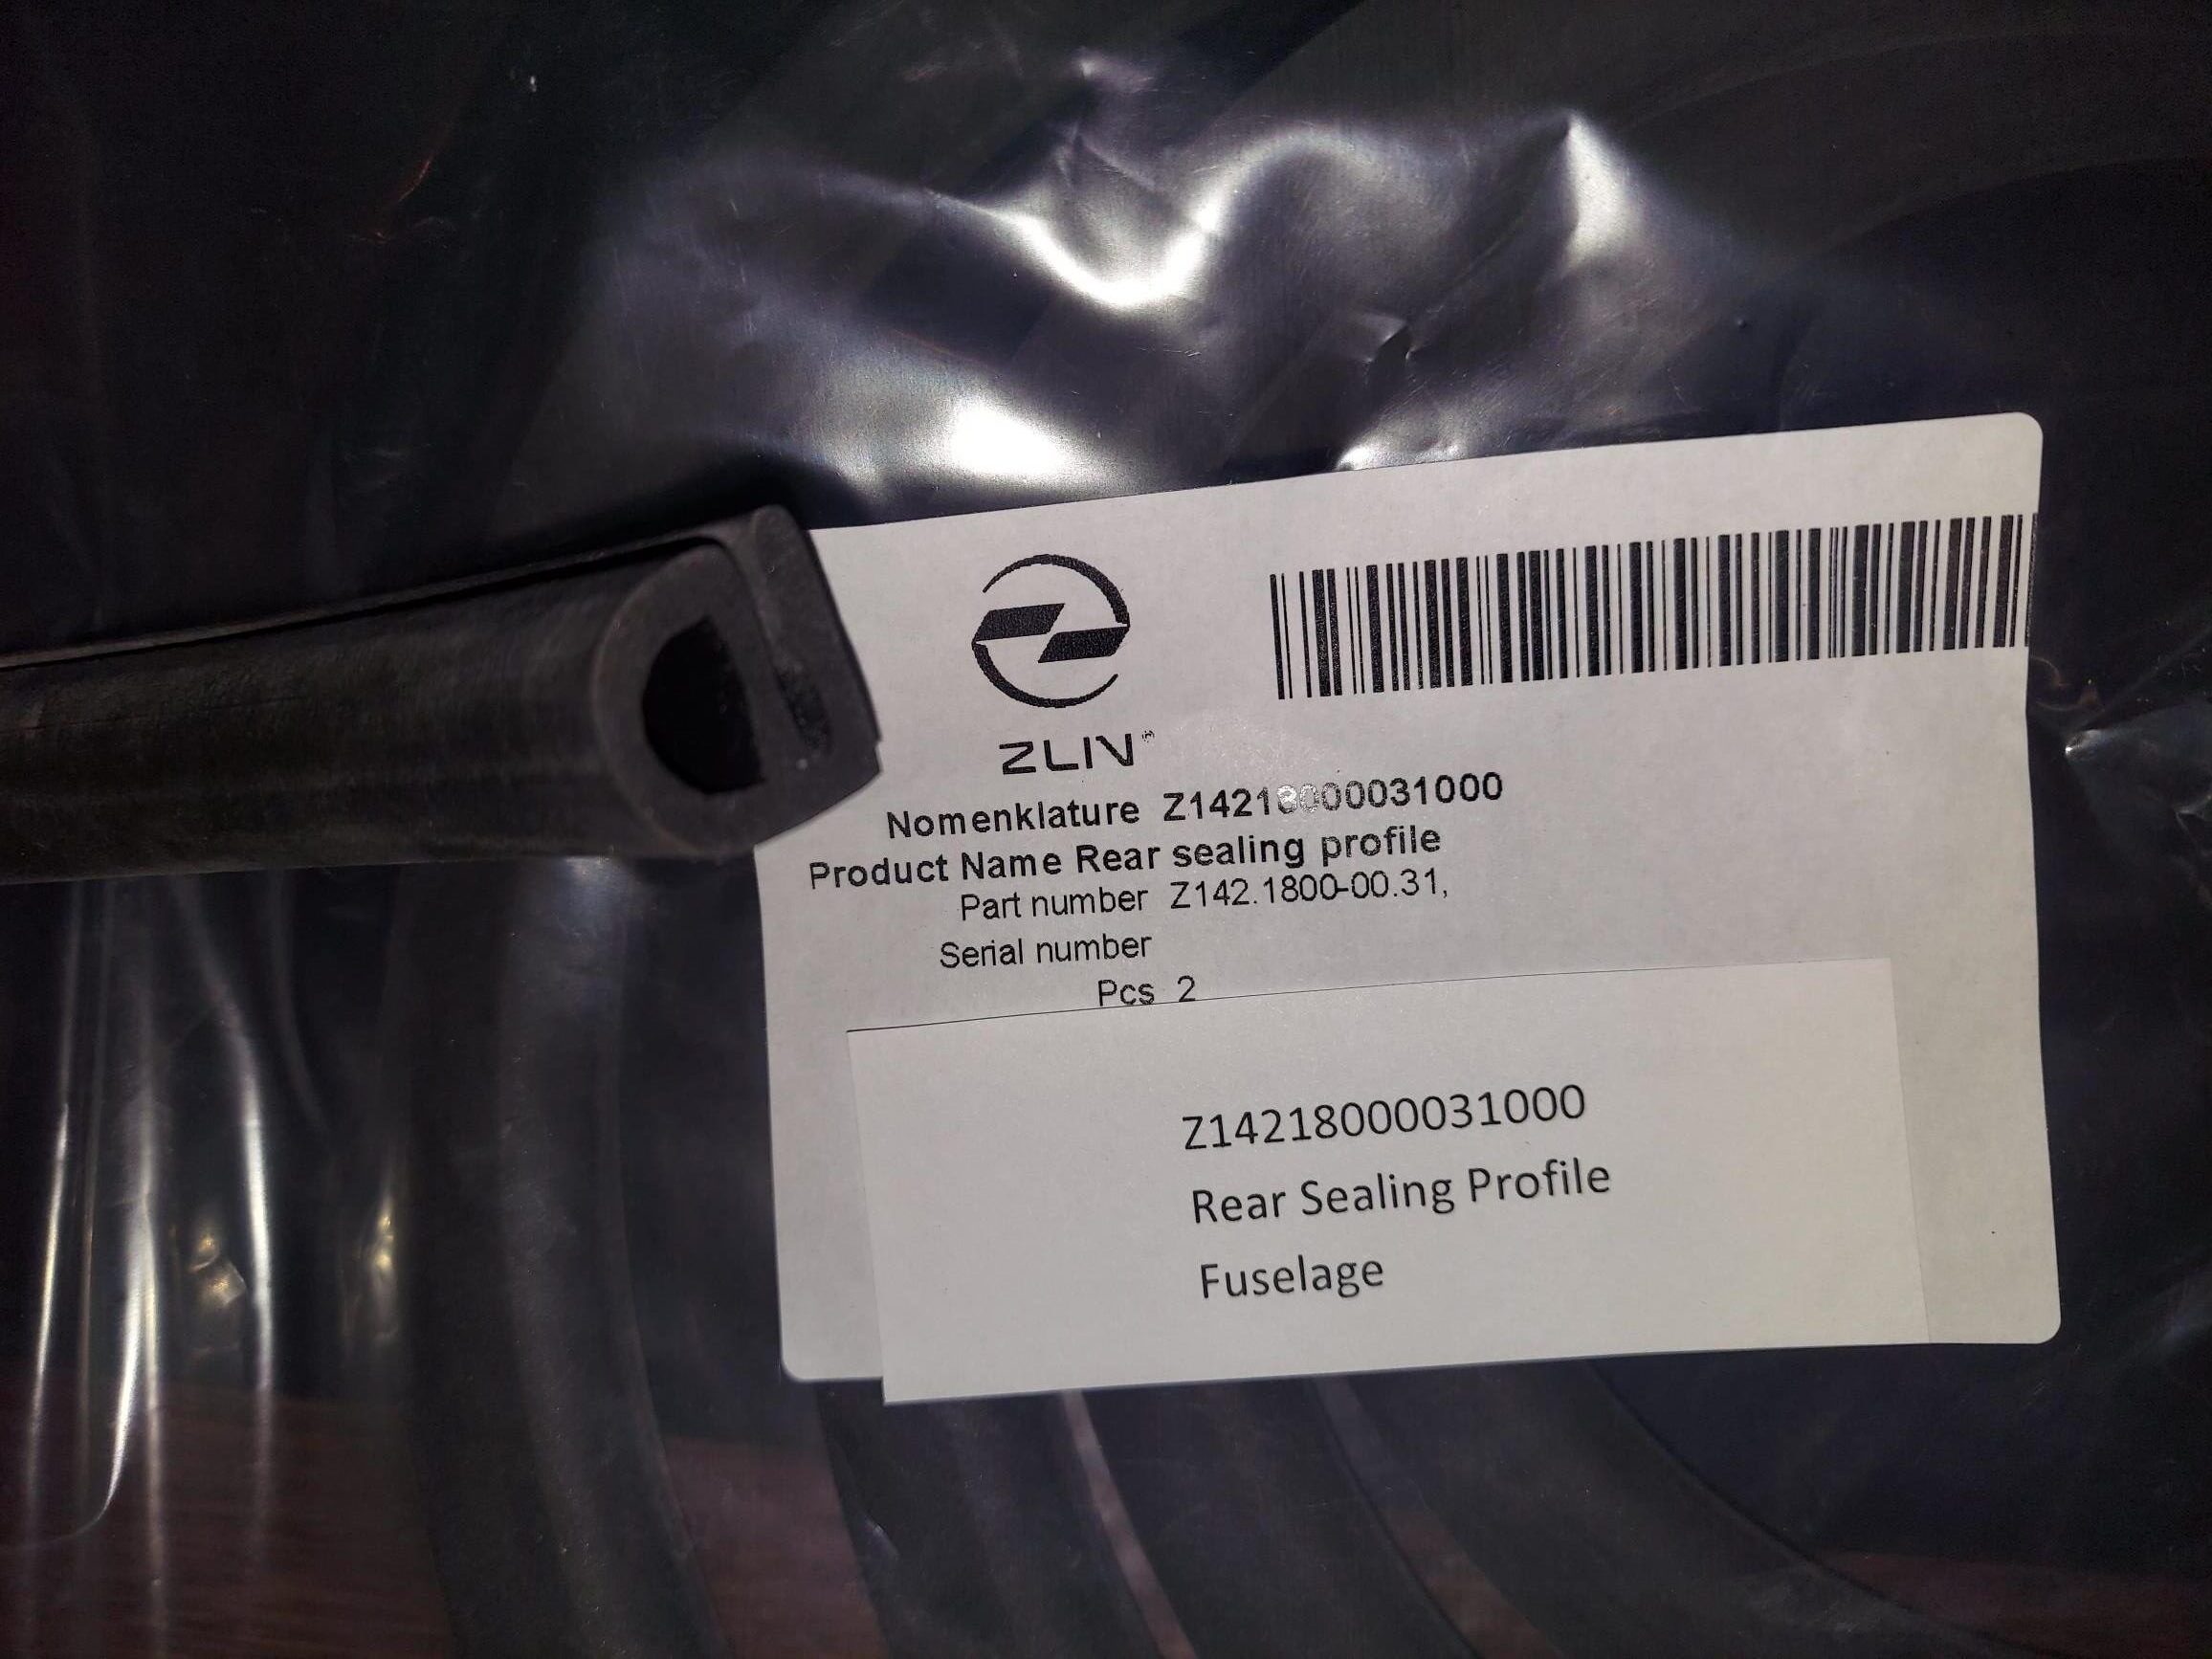 ZLIN®
Nomenklature Z14218000031000
Product Name Rear sealing profile
Part number Z142.1800-00.31,
Serial number
Pcs 2
Z14218000031000
Rear Sealing Profile
Fuselage